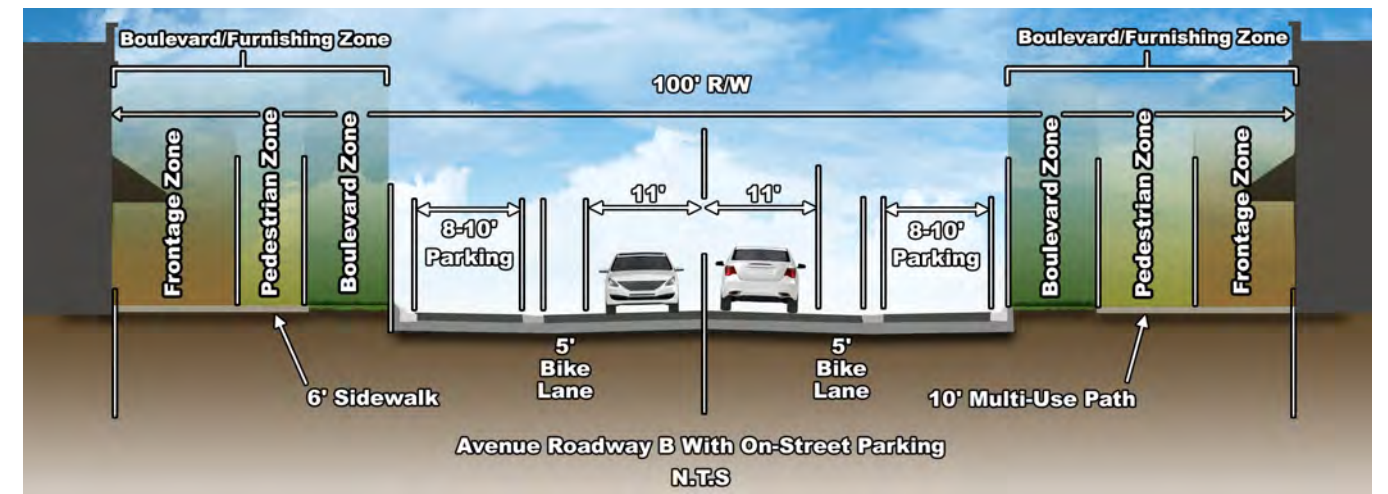 Boulevard/Furnishing Zone
Boulevard/Furnishing Zone
100' R/W
Frontage Zone
Pedestrian Zone
Boulevard Zone
8-10'
Parking
11'
11'
8-10'
Parking
Boulevard Zone
Pedestrian Zone
Frontage Zone
5'
Bike
Lane
5'
Bike
Lane
6' Sidewalk
10' Multi-Use Path
Avenue Roadway B With On-Street Parking
N.T.S